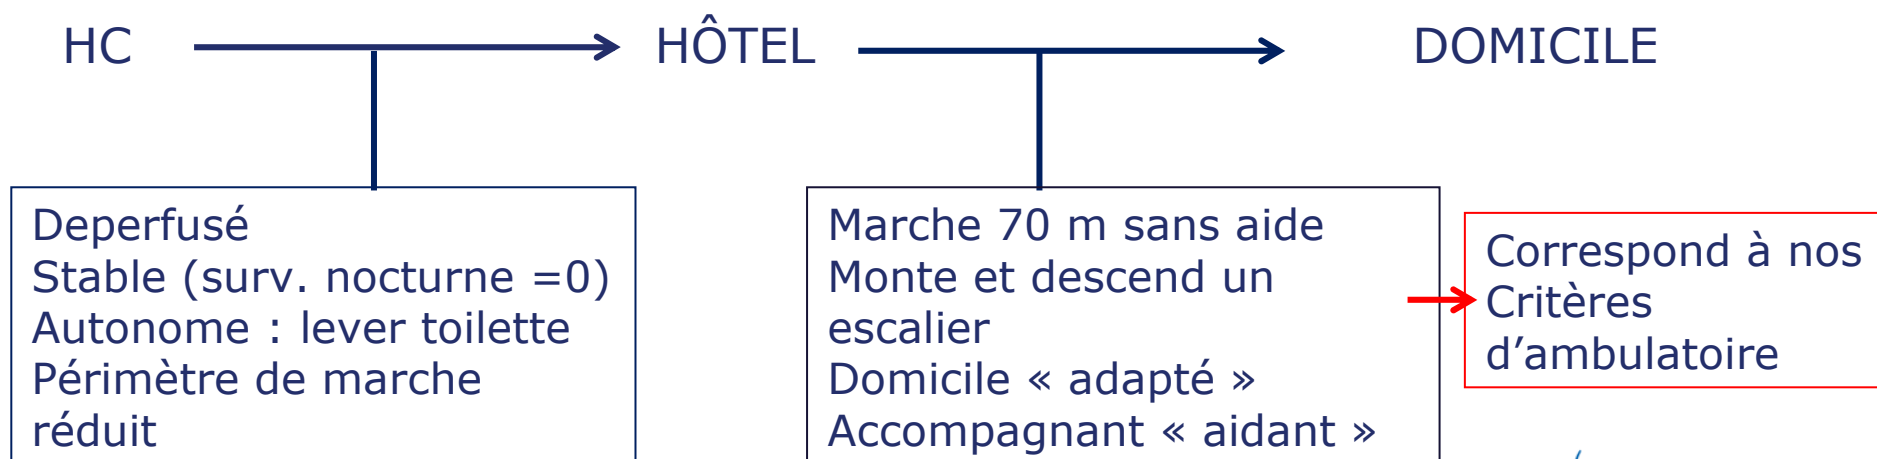 HC
HÔTEL
DOMICILE
Deperfusé
Stable (surv. nocturne =0)
Autonome : lever toilette
Périmètre de marche
réduit
Marche 70 m sans aide
Monte et descend un
escalier
Domicile « adapté »
Accompagnant « aidant »
Correspond à nos
Critères
d’ambulatoire